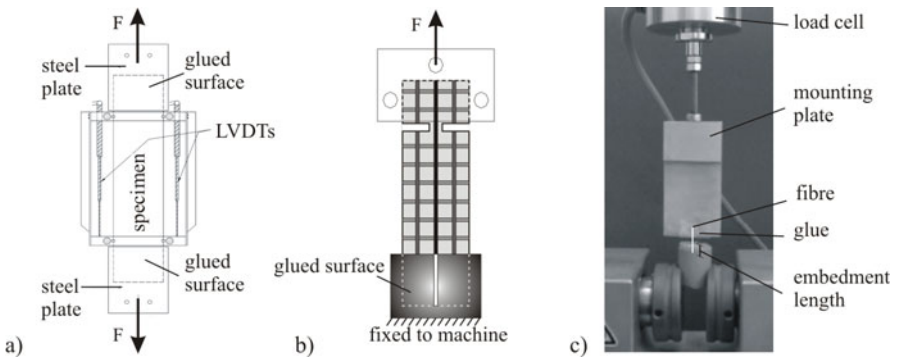 F
steel
plate
glued
surface
LVDTs
specimen
glued
surface
steel
plate
F
a)
F
glued surface
fixed to machine
b)
load cell
mounting
plate
fibre
glue
embedment
length
c)